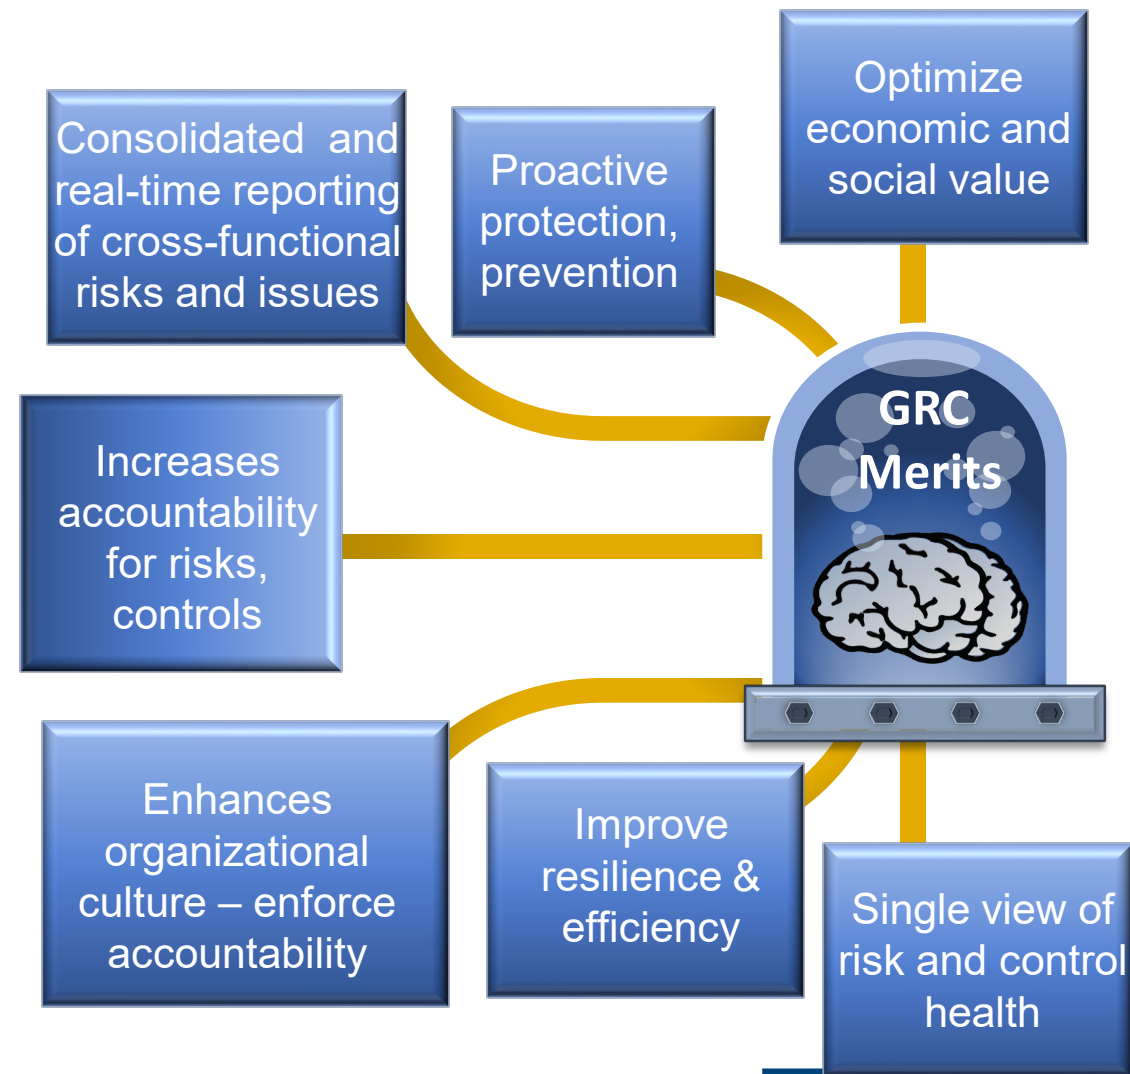 Optimize
economic and
social value
Consolidated and
real-time reporting
of cross-functional
risks and issues
Proactive
protection,
prevention
GRC
Merits
Increases
accountability
for risks,
controls
Enhances
organizational
culture – enforce
accountability
Improve
resilience &
efficiency
Single view of
risk and control
health